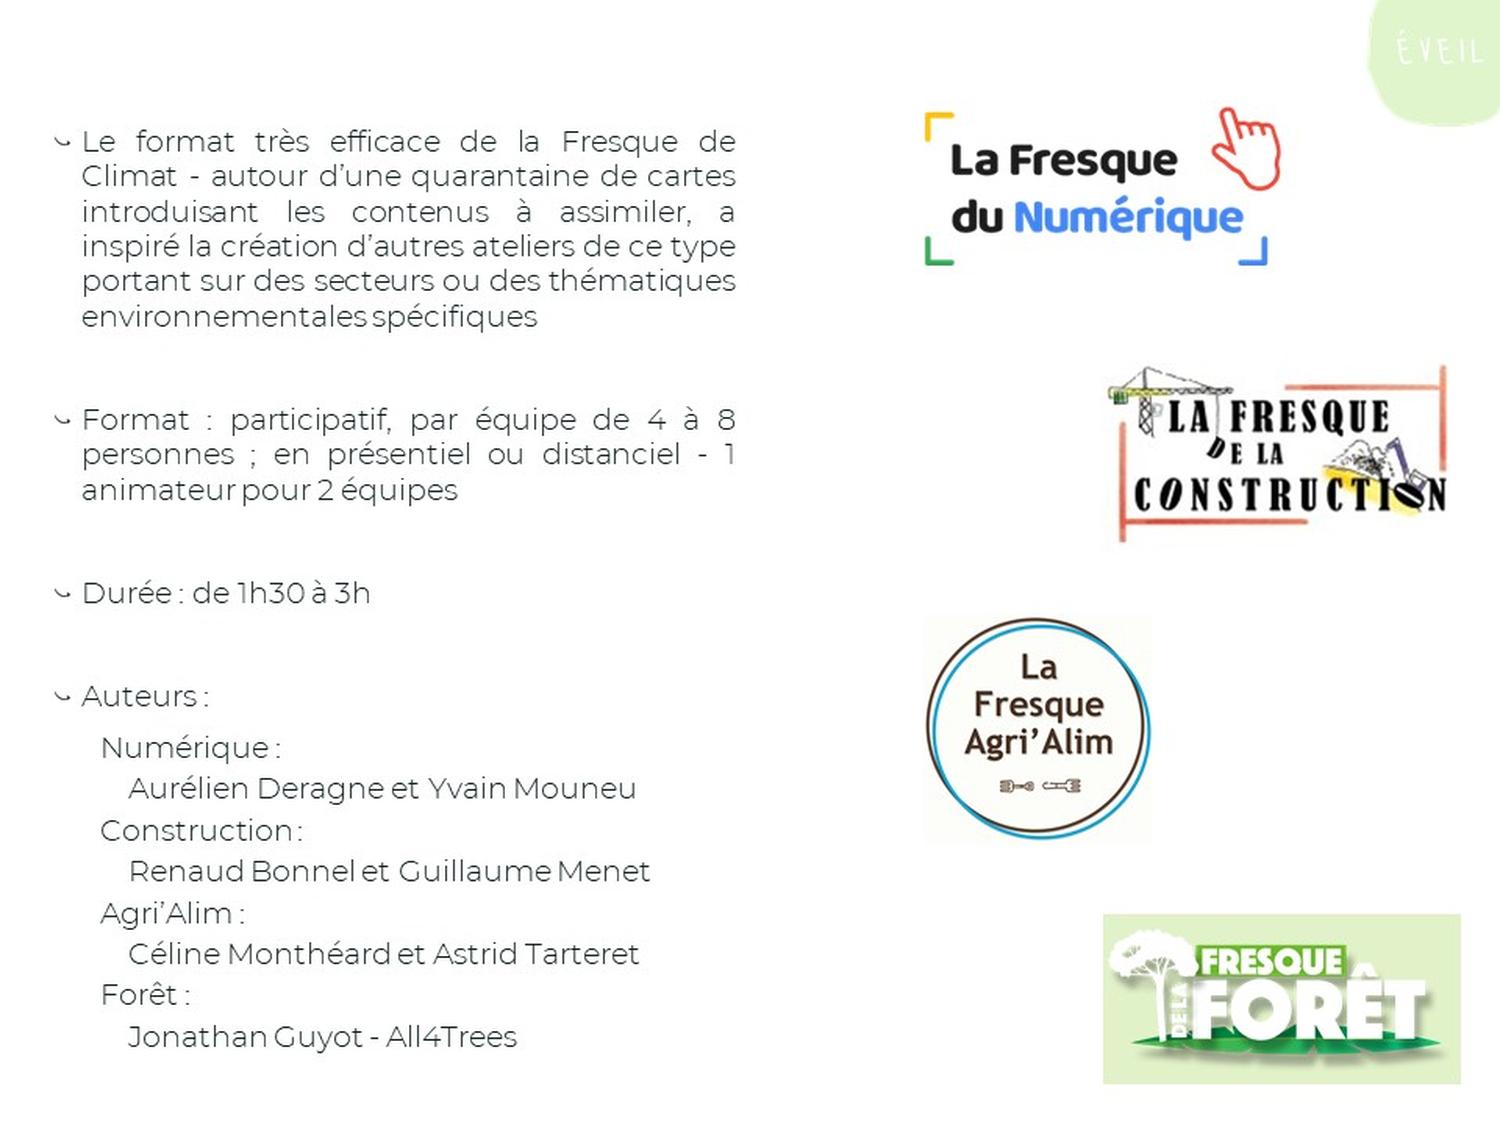 ÉVEIL
Le format très efficace de la Fresque de
Climat - autour d’une quarantaine de cartes
introduisant les contenus à assimiler, a
inspiré la création d’autres ateliers de ce type
portant sur des secteurs ou des thématiques
environnementales spécifiques
Format : participatif, par équipe de 4 à 8
personnes ; en présentiel ou distanciel - 1
animateur pour 2 équipes
Durée : de 1h30 à 3h
Auteurs :
Numérique :
Aurélien Deragne et Yvain Mouneu
Construction :
Renaud Bonnel et Guillaume Menet
Agri’Alim :
Céline Monthéard et Astrid Tarteret
Forêt :
Jonathan Guyot - All4Trees
La Fresque
du Numérique
LA FRESQUE
DE LA
CONSTRUCTION
La
Fresque
Agri’Alim
FRESQUE
DE LA
FORÊT